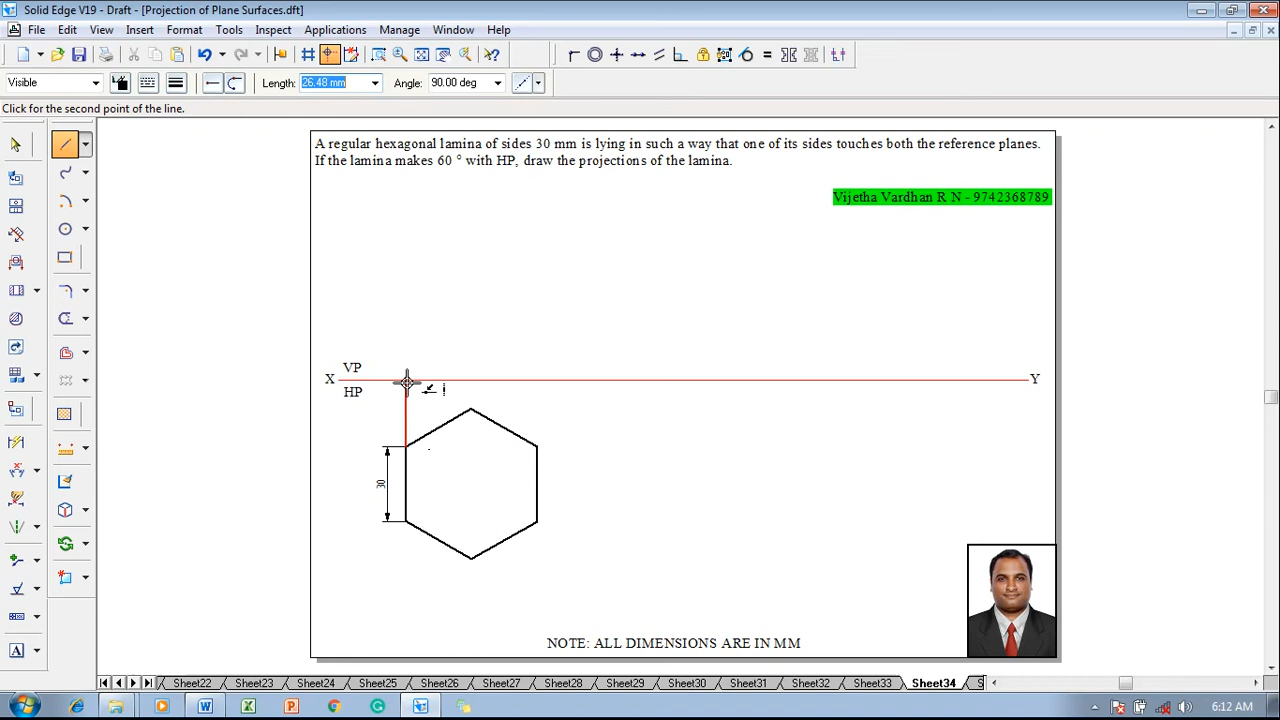 Solid Edge V19 - Draft - [Projection of Plane Surfaces.dft]
File Edit View Insert Format Tools Inspect Applications Manage Window Help
Visible Length: 26.48 mm Angle: 90.00 deg
Click for the second point of the line.
A regular hexagonal lamina of sides 30 mm is lying in such a way that one of its sides touches both the reference planes.
If the lamina makes 60 ° with HP, draw the projections of the lamina.
Vijetha Vardhan R N - 9742368789
VP
X Y
HP
30
NOTE: ALL DIMENSIONS ARE IN MM
Sheet22 Sheet23 Sheet24 Sheet25 Sheet26 Sheet27 Sheet28 Sheet29 Sheet30 Sheet31 Sheet32 Sheet33 Sheet34 S
6:12 AM